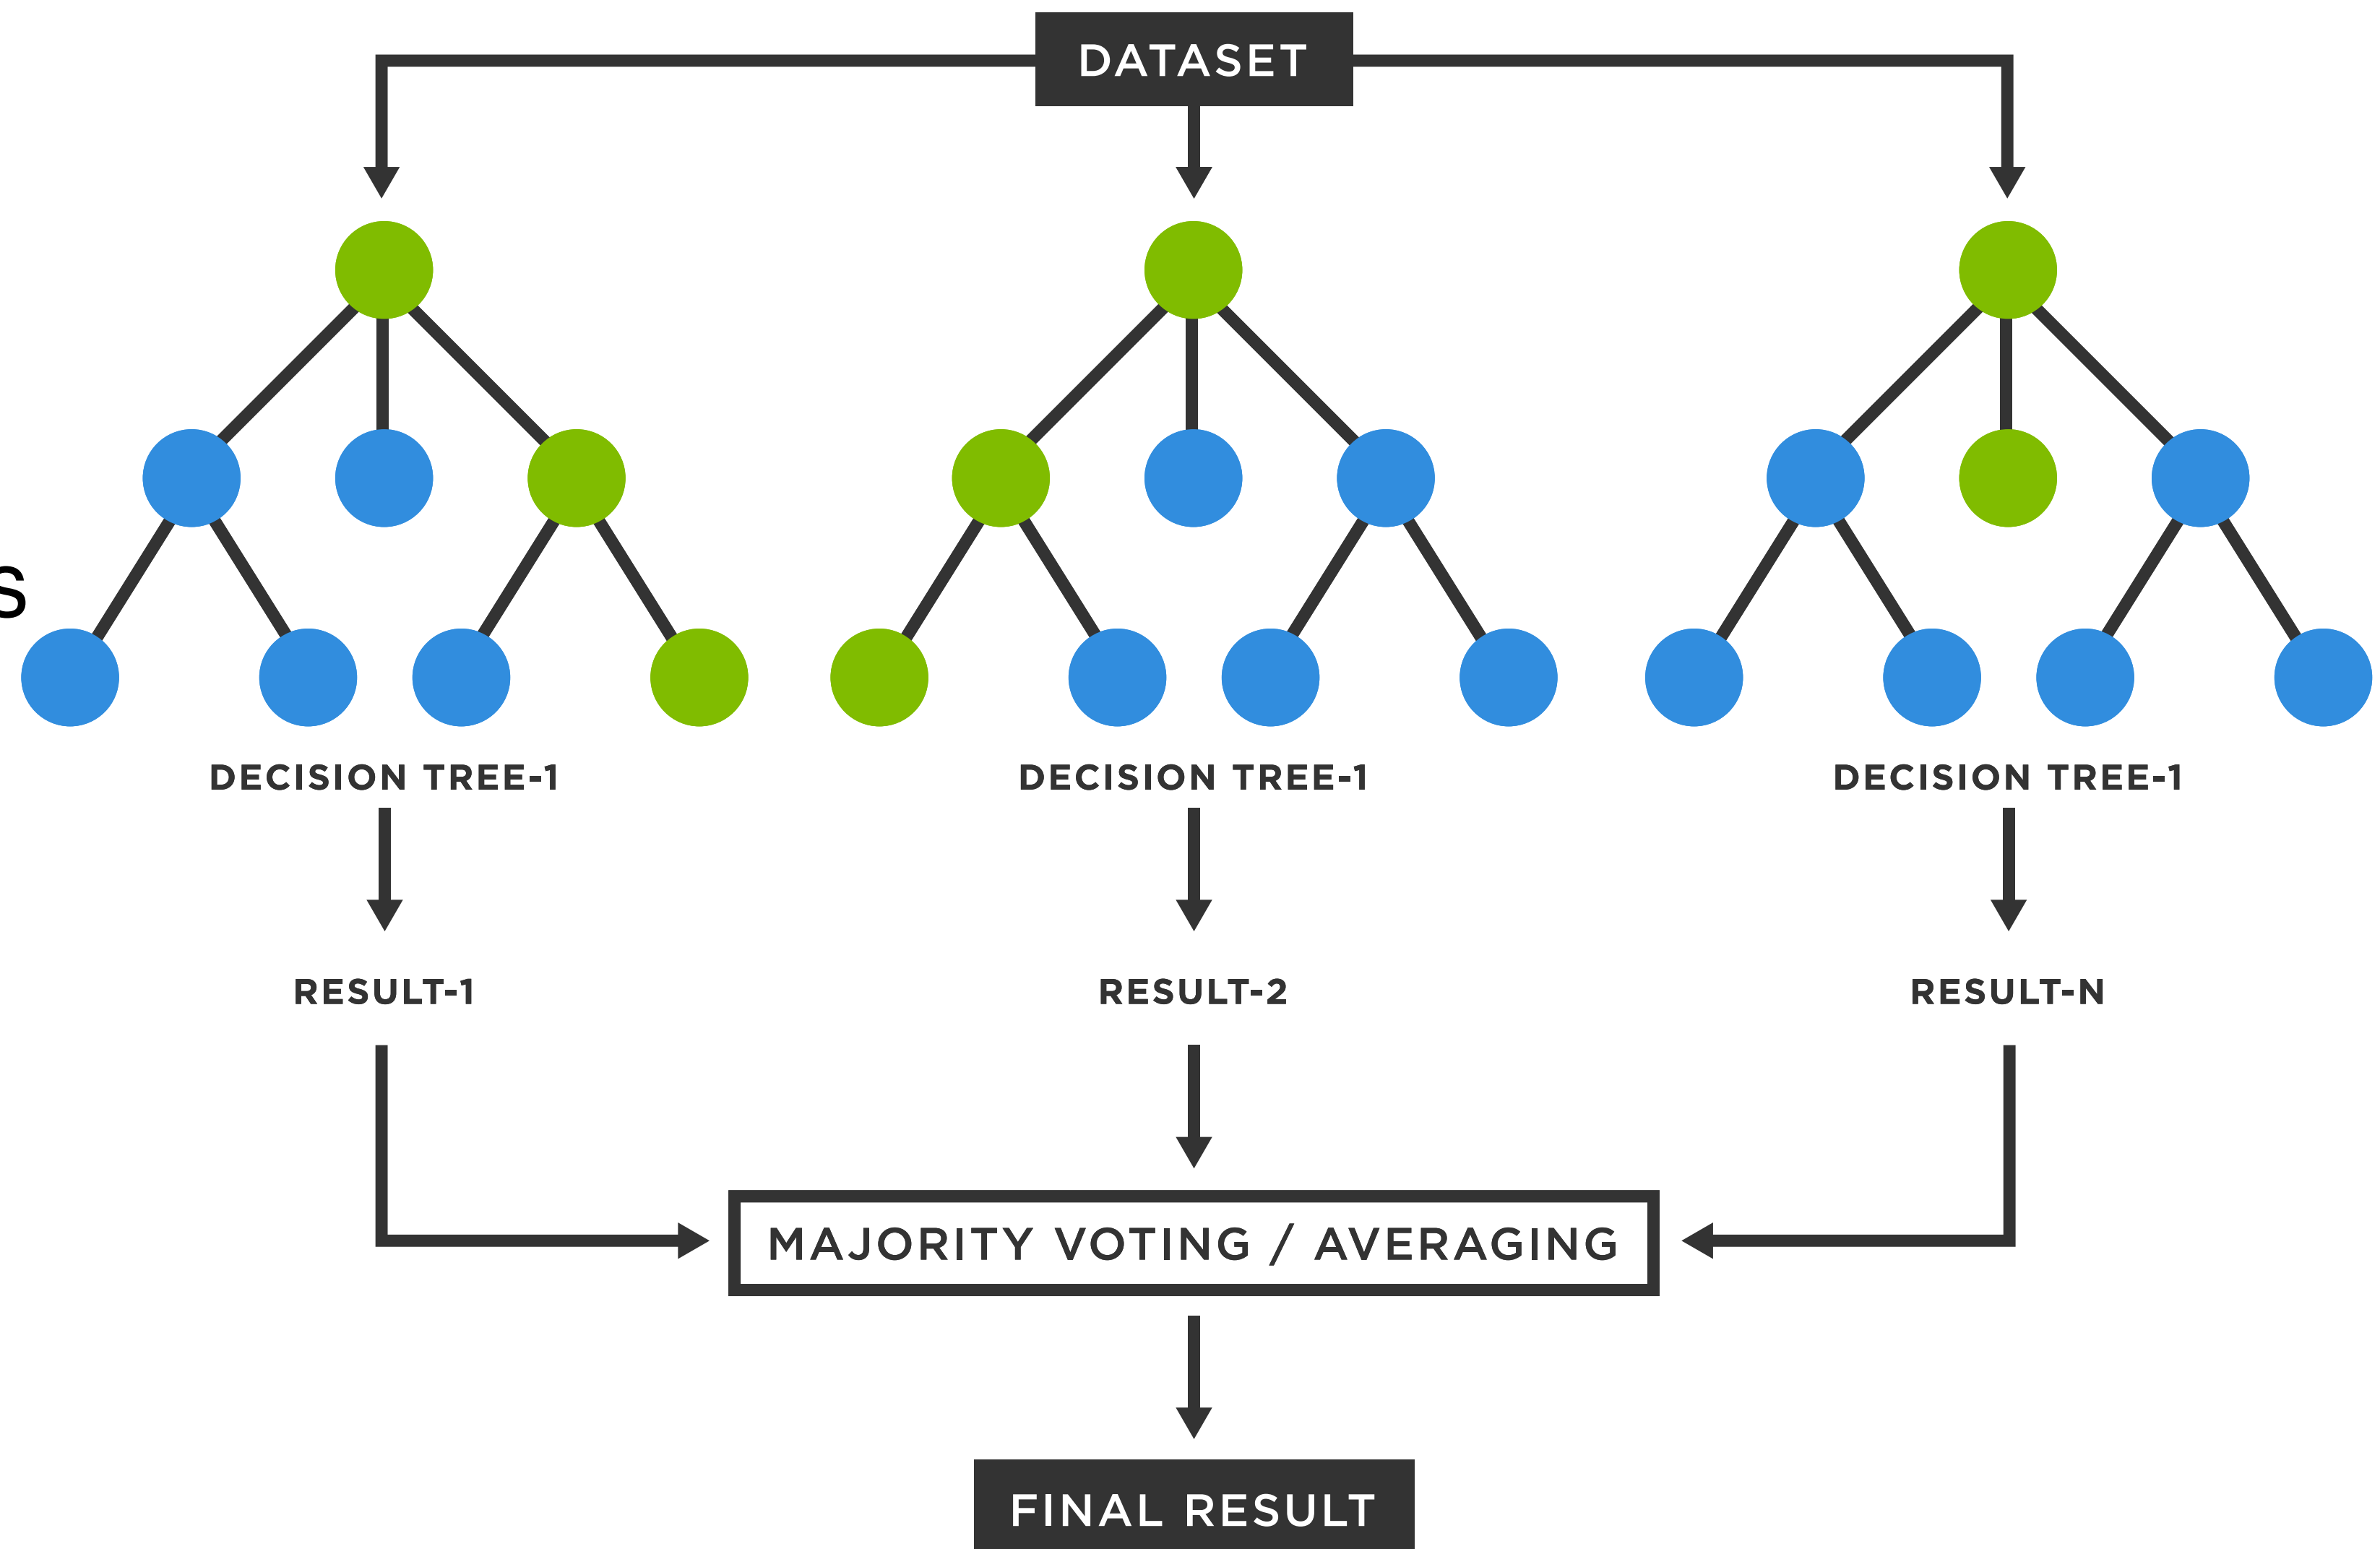 DATASET
S
DECISION TREE-1
DECISION TREE-1
DECISION TREE-1
RESULT-1
RESULT-2
RESULT-N
MAJORITY VOTING / AVERAGING
FINAL RESULT